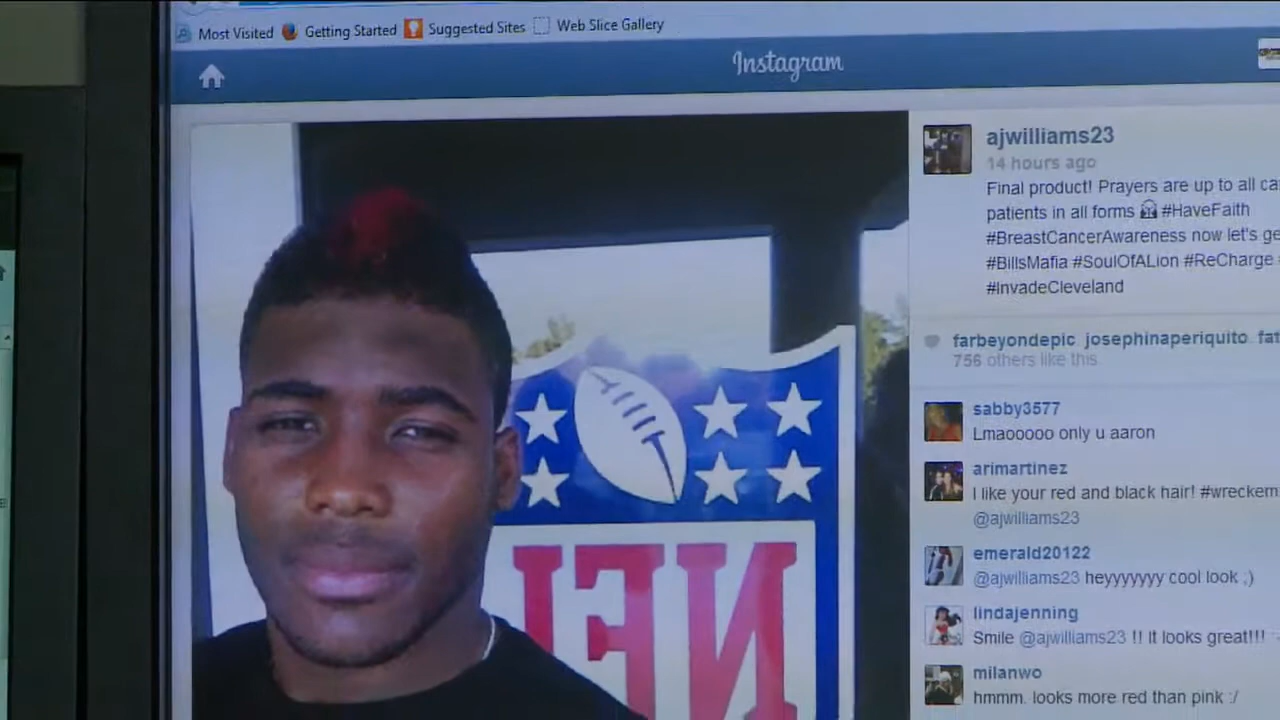 Most Visited Getting Started Suggested Sites Web Slice Gallery
Instagram
ajwilliams23
14 hours ago
Final product! Prayers are up to all
patients in all forms #HaveFaith
#BreastCancerAwareness now let's
#BillsMafia #SoulOfALion #ReCharge
#InvadeCleveland
farbeyondepic josephinaperiquito
756 others like this
sabby3577
Lmaooooo only u aaron
arimartinez
I like your red and black hair!
@ajwilliams23
emerald20122
@ajwilliams23 heyyyyyyy cool look ;)
lindajenning
Smile @ajwilliams23 !! It looks great!!!
milanwo
hmmm. looks more red than pink :/
NFL